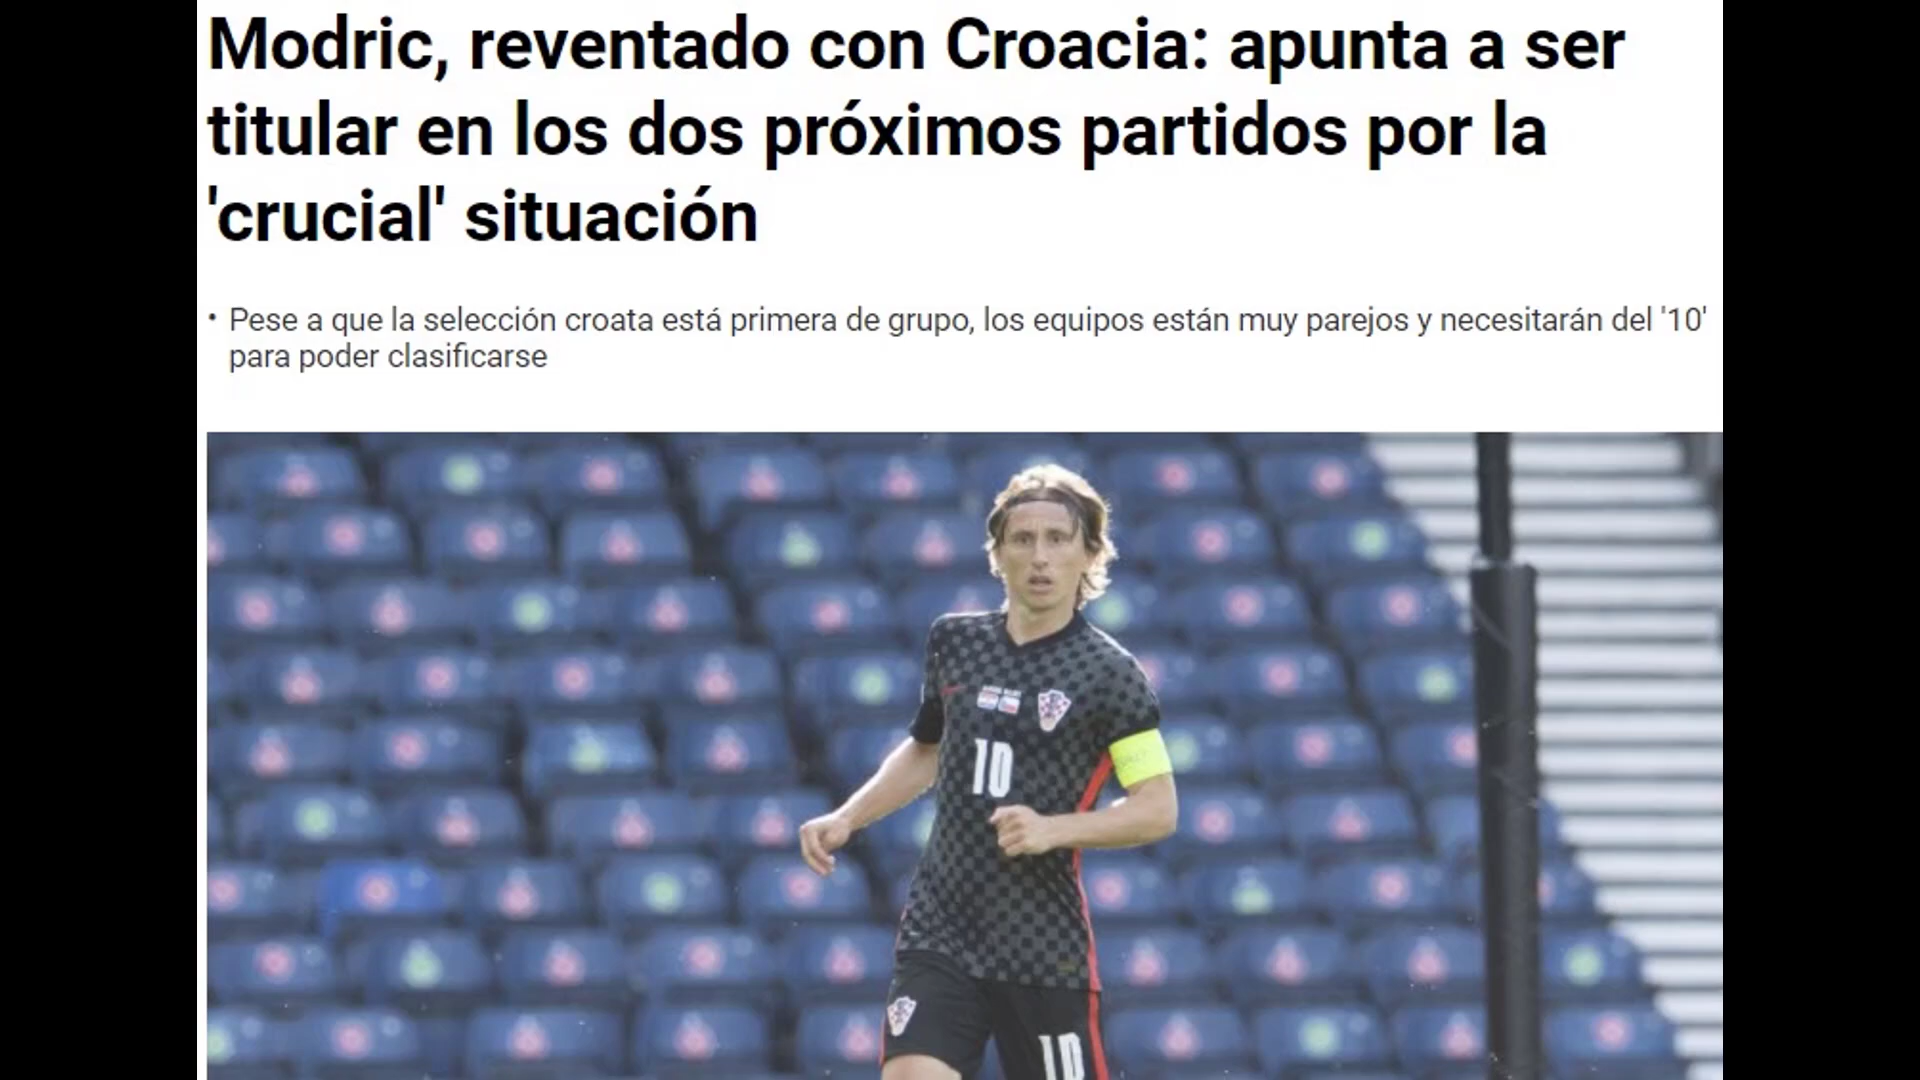 Modric, reventado con Croacia: apunta a ser
titular en los dos próximos partidos por la
'crucial' situación
• Pese a que la selección croata está primera de grupo, los equipos están muy parejos y necesitarán del '10'
para poder clasificarse
10
10